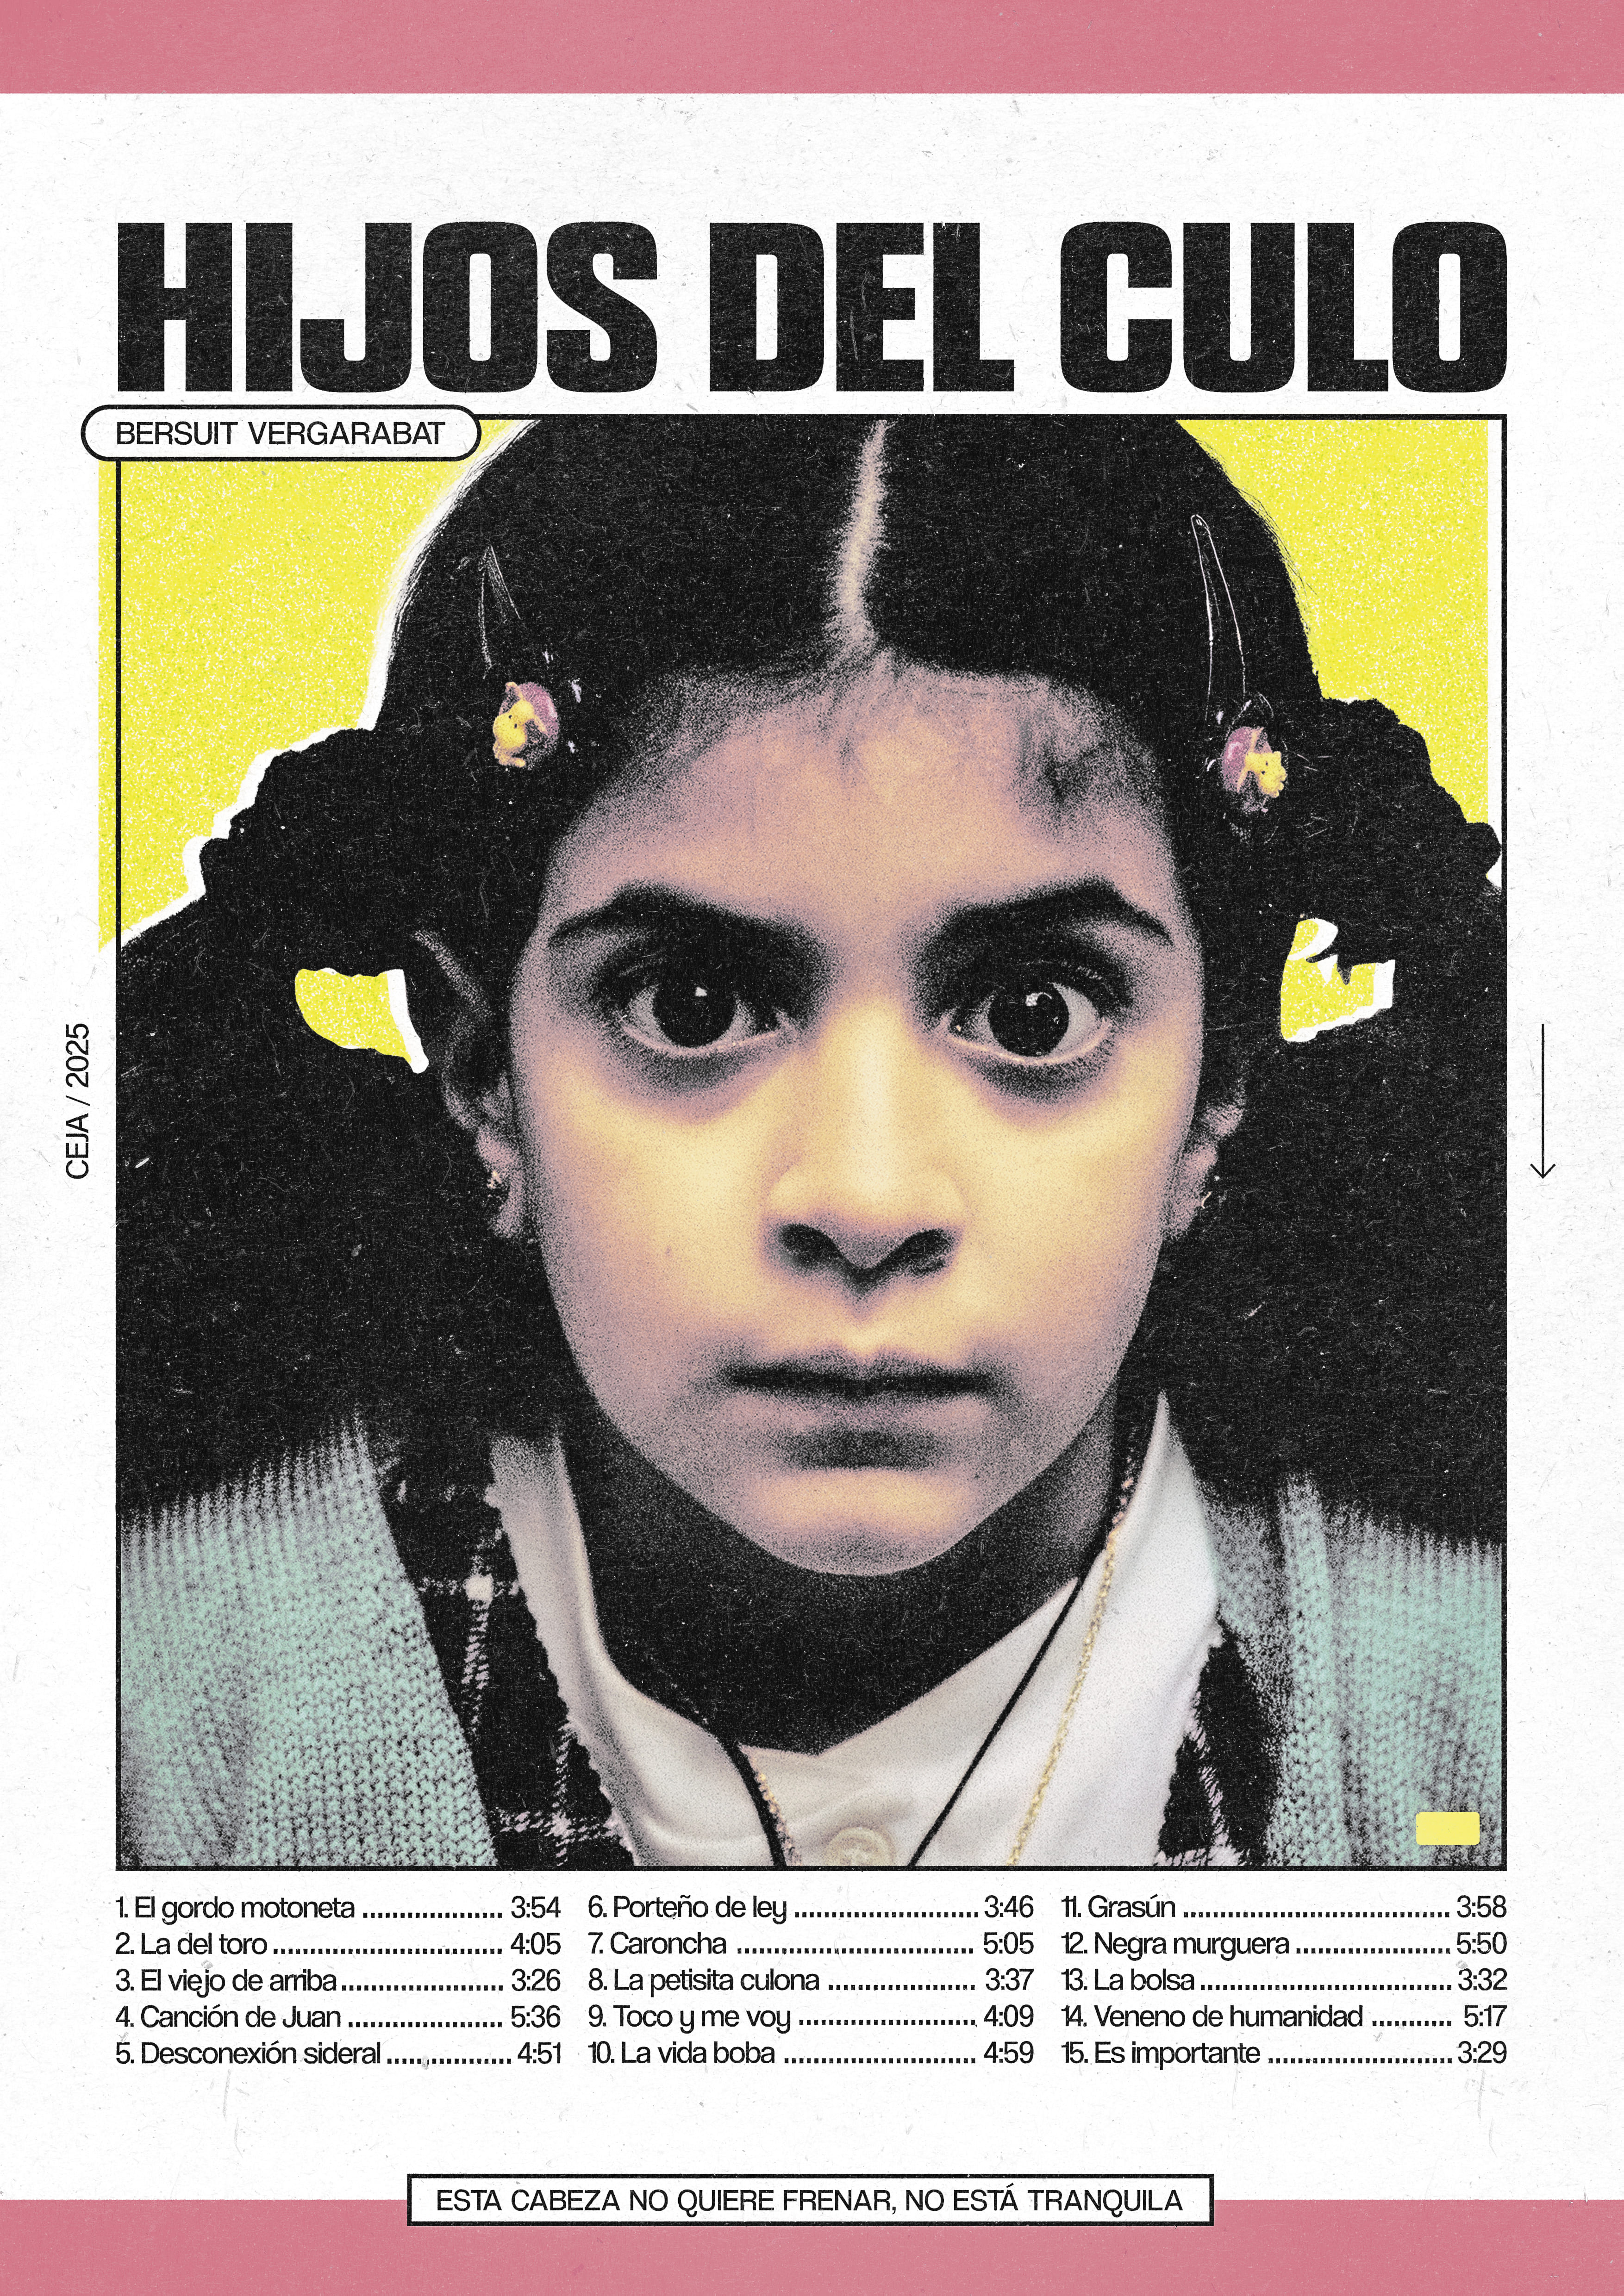 HIJOS DEL CULO
BERSUIT VERGARABAT
CEJA / 2025
1. El gordo motoneta ................... 3:54
2. La del toro ............................... 4:05
3. El viejo de arriba ...................... 3:26
4. Canción de Juan ..................... 5:36
5. Desconexión sideral ................. 4:51
6. Porteño de ley ......................... 3:46
7. Caroncha ................................ 5:05
8. La petisita culona .................... 3:37
9. Toco y me voy ........................ 4:09
10. La vida boba .......................... 4:59
11. Grasún .................................... 3:58
12. Negra murguera ..................... 5:50
13. La bolsa .................................. 3:32
14. Veneno de humanidad ........... 5:17
15. Es importante ......................... 3:29
ESTA CABEZA NO QUIERE FRENAR, NO ESTÁ TRANQUILA